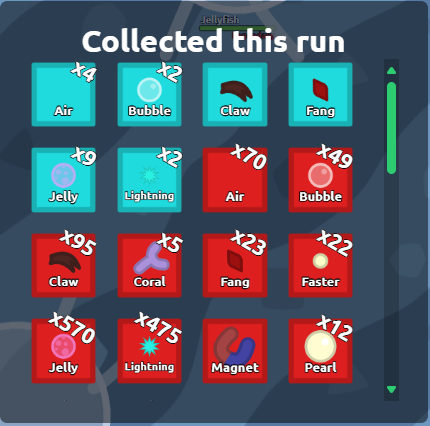 Jellyfish
Collected this run
x4 x2
Air Bubble Claw Fang
x9 x2 x70 x49
Jelly Lightning Air Bubble
x95 x5 x23 x22
Claw Coral Fang Faster
x570 x475 x12
Jelly Lightning Magnet Pearl